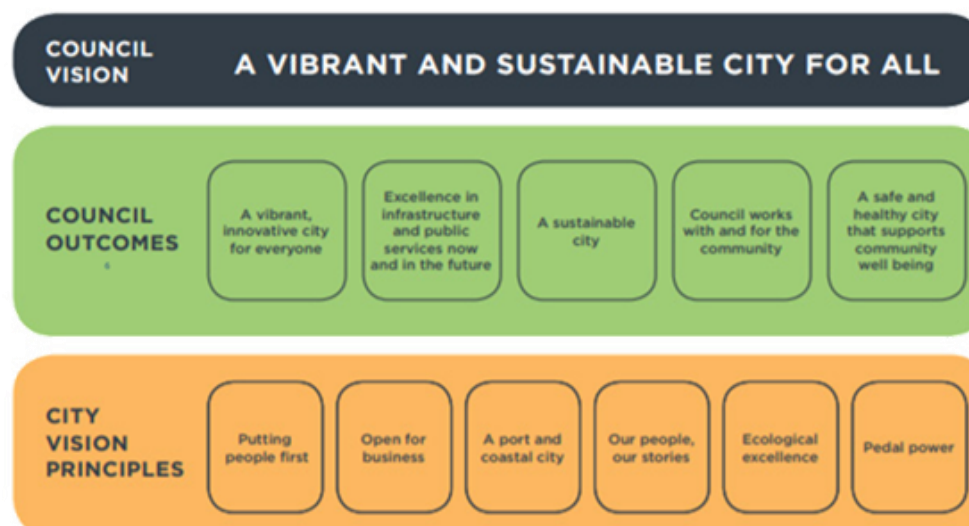 COUNCIL
VISION
A VIBRANT AND SUSTAINABLE CITY FOR ALL
COUNCIL
OUTCOMES
A vibrant,
innovative city
for everyone
Excellence in
infrastructure
and public
services now
and in the future
A sustainable
city
Council works
with and for the
community
A safe and
healthy city
that supports
community
well being
CITY
VISION
PRINCIPLES
Putting
people first
Open for
business
A port and
coastal city
Our people,
our stories
Ecological
excellence
Pedal power